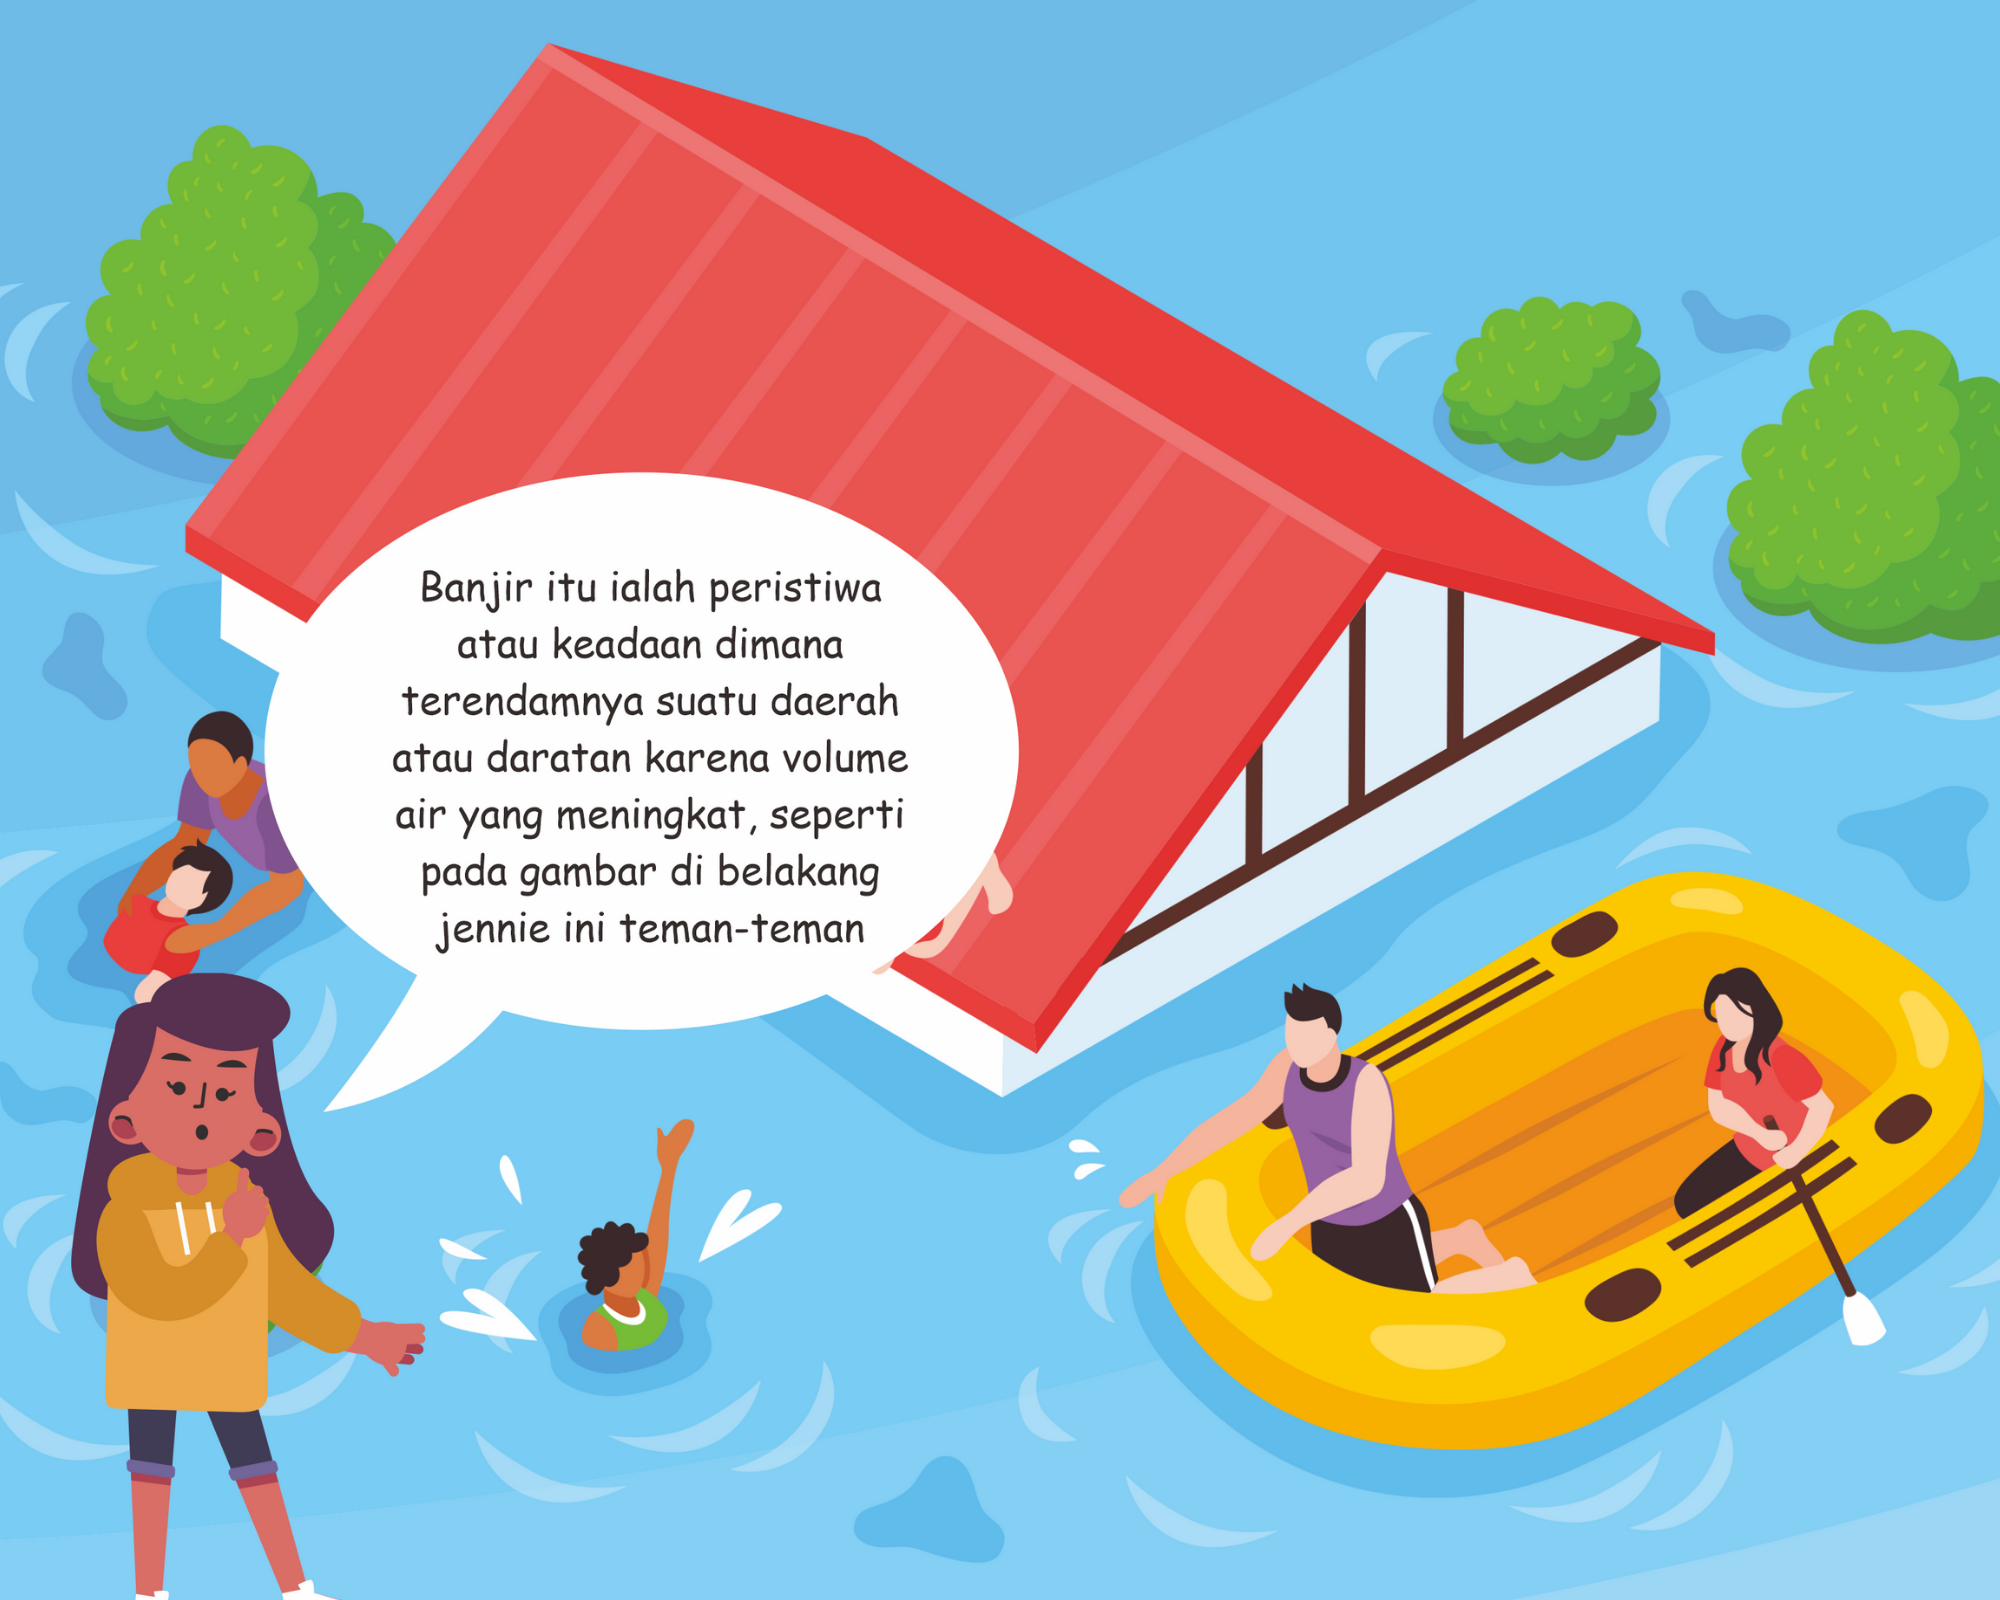 Banjir itu ialah peristiwa
atau keadaan dimana
terendamnya suatu daerah
atau daratan karena volume
air yang meningkat, seperti
pada gambar di belakang
jennie ini teman-teman